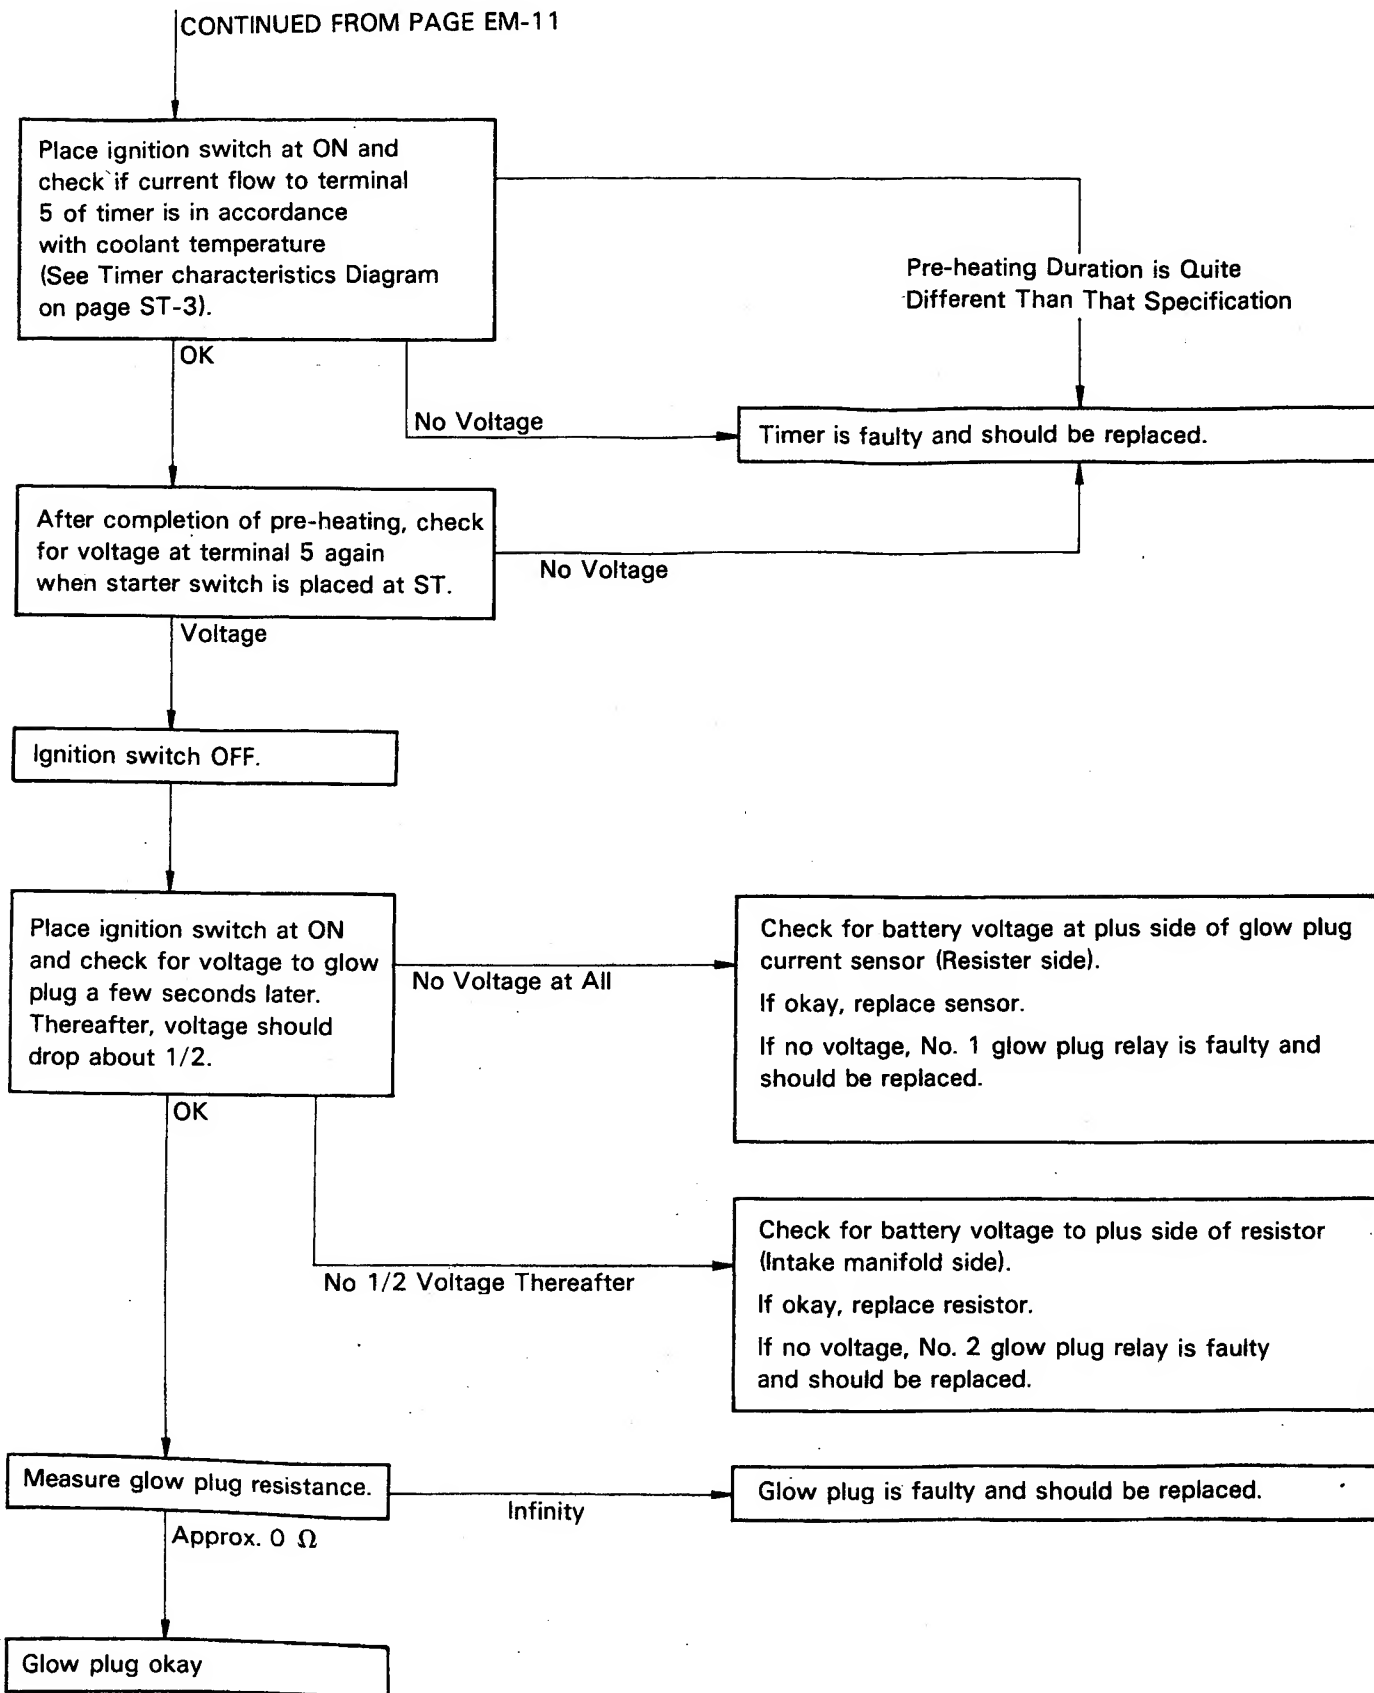 CONTINUED FROM PAGE EM-11
Place ignition switch at ON and
check if current flow to terminal
5 of timer is in accordance
with coolant temperature
(See Timer characteristics Diagram
on page ST-3).
Pre-heating Duration is Quite
Different Than That Specification
OK
No Voltage
Timer is faulty and should be replaced.
After completion of pre-heating, check
for voltage at terminal 5 again
when starter switch is placed at ST.
No Voltage
Voltage
Ignition switch OFF.
Place ignition switch at ON
and check for voltage to glow
plug a few seconds later.
Thereafter, voltage should
drop about 1/2.
No Voltage at All
Check for battery voltage at plus side of glow plug
current sensor (Resister side).
If okay, replace sensor.
If no voltage, No. 1 glow plug relay is faulty and
should be replaced.
OK
No 1/2 Voltage Thereafter
Check for battery voltage to plus side of resistor
(Intake manifold side).
If okay, replace resistor.
If no voltage, No. 2 glow plug relay is faulty
and should be replaced.
Measure glow plug resistance.
Infinity
Glow plug is faulty and should be replaced.
Approx. 0 Ω
Glow plug okay